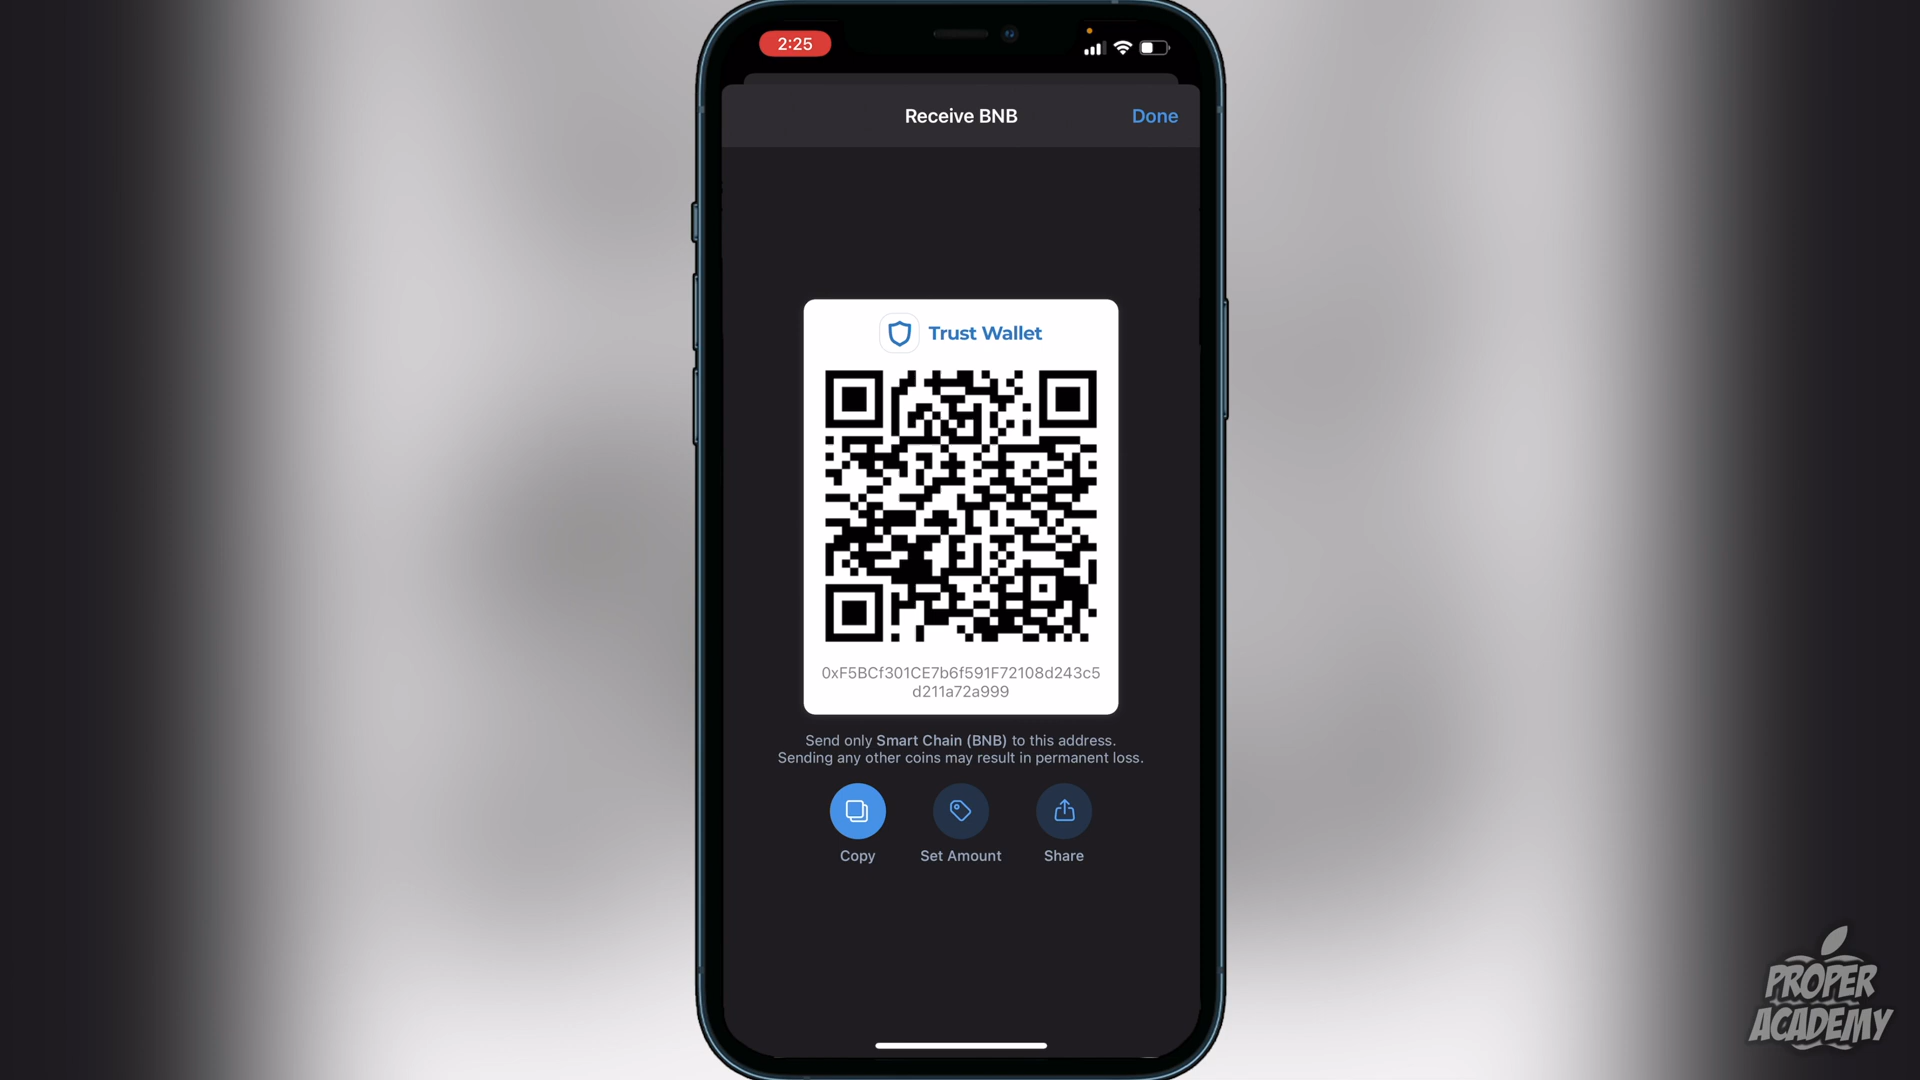 2:25
Receive BNB
Done
Trust Wallet
0xF5BCf301CE7b6f591F72108d243c5
d211a72a999
Send only Smart Chain (BNB) to this address.
Sending any other coins may result in permanent loss.
Copy
Set Amount
Share
PROPER
ACADEMY